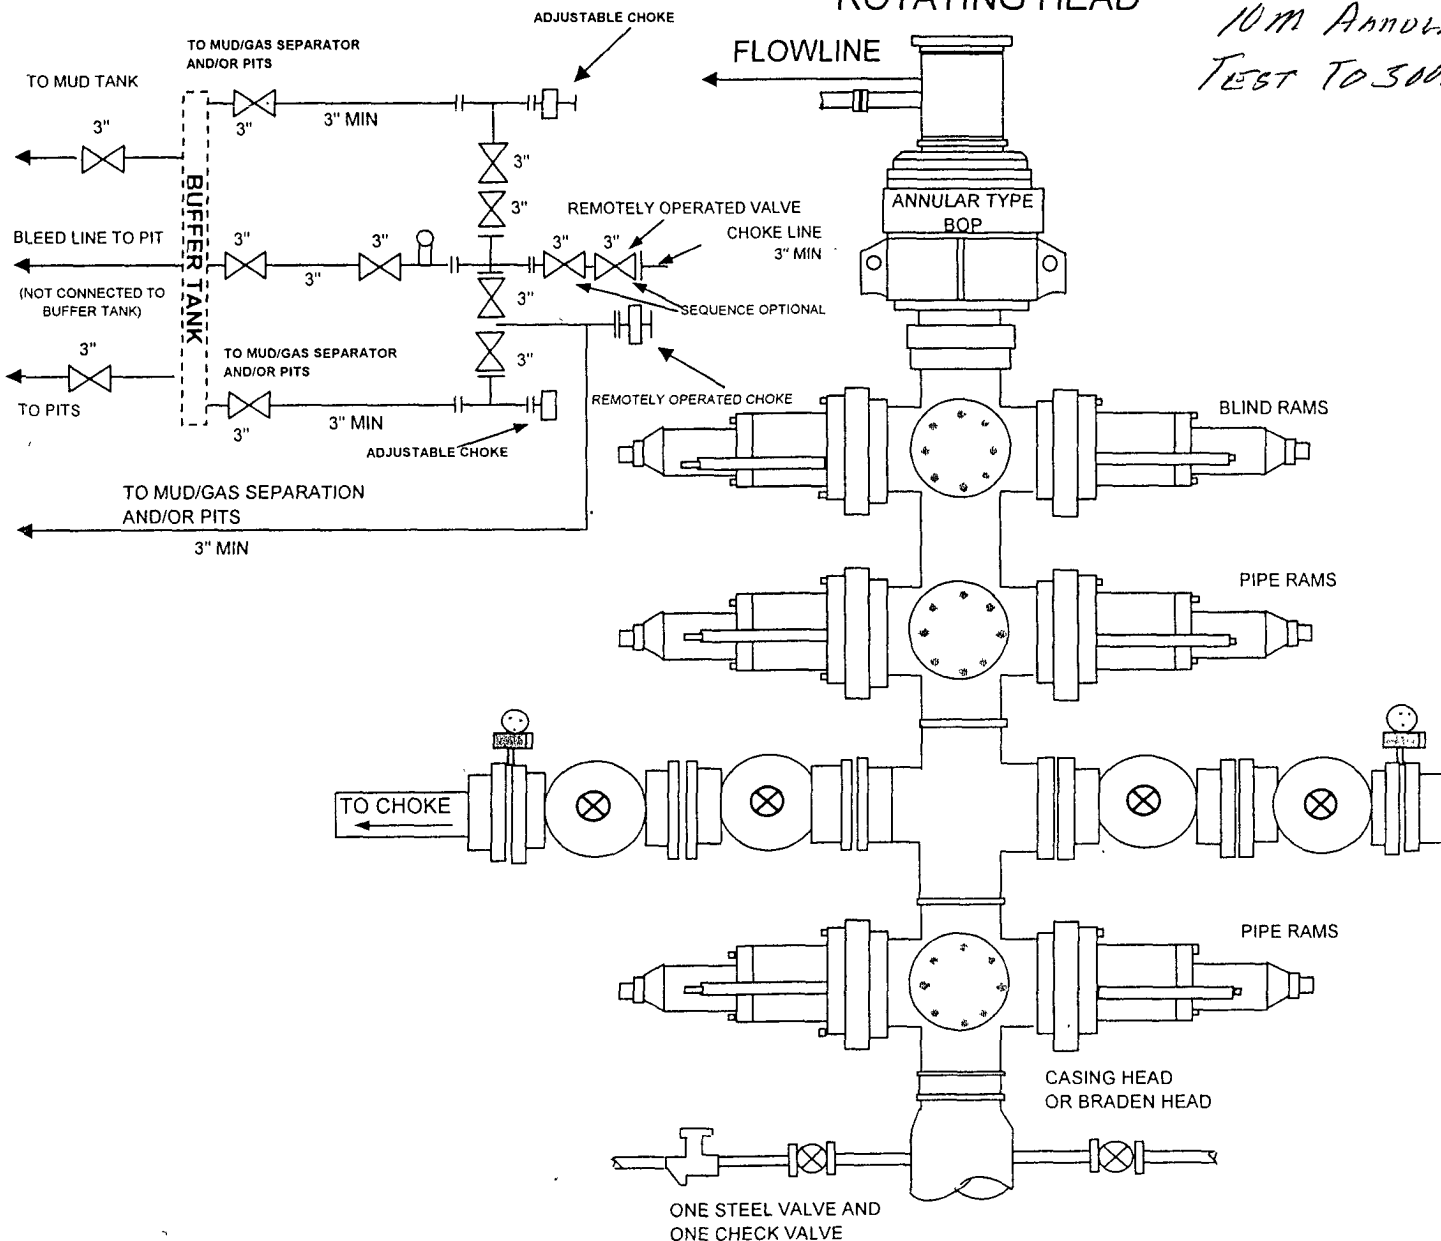 ROTATING HEAD
10M
TEST TO
ADJUSTABLE CHOKE
TO MUD/GAS SEPARATOR
AND/OR PITS
FLOWLINE
TO MUD TANK
3"
3"
3" MIN
3"
3"
BUFFER TANK
ANNULAR TYPE
BOP
REMOTELY OPERATED VALVE
CHOKE LINE
3" MIN
BLEED LINE TO PIT
3"
3"
3"
3"
3"
(NOT CONNECTED TO
BUFFER TANK)
3"
SEQUENCE OPTIONAL
3"
TO MUD/GAS SEPARATOR
AND/OR PITS
3"
TO PITS
3"
3" MIN
REMOTELY OPERATED CHOKE
ADJUSTABLE CHOKE
BLIND RAMS
TO MUD/GAS SEPARATION
AND/OR PITS
3" MIN
PIPE RAMS
TO CHOKE
PIPE RAMS
CASING HEAD
OR BRADEN HEAD
ONE STEEL VALVE AND
ONE CHECK VALVE